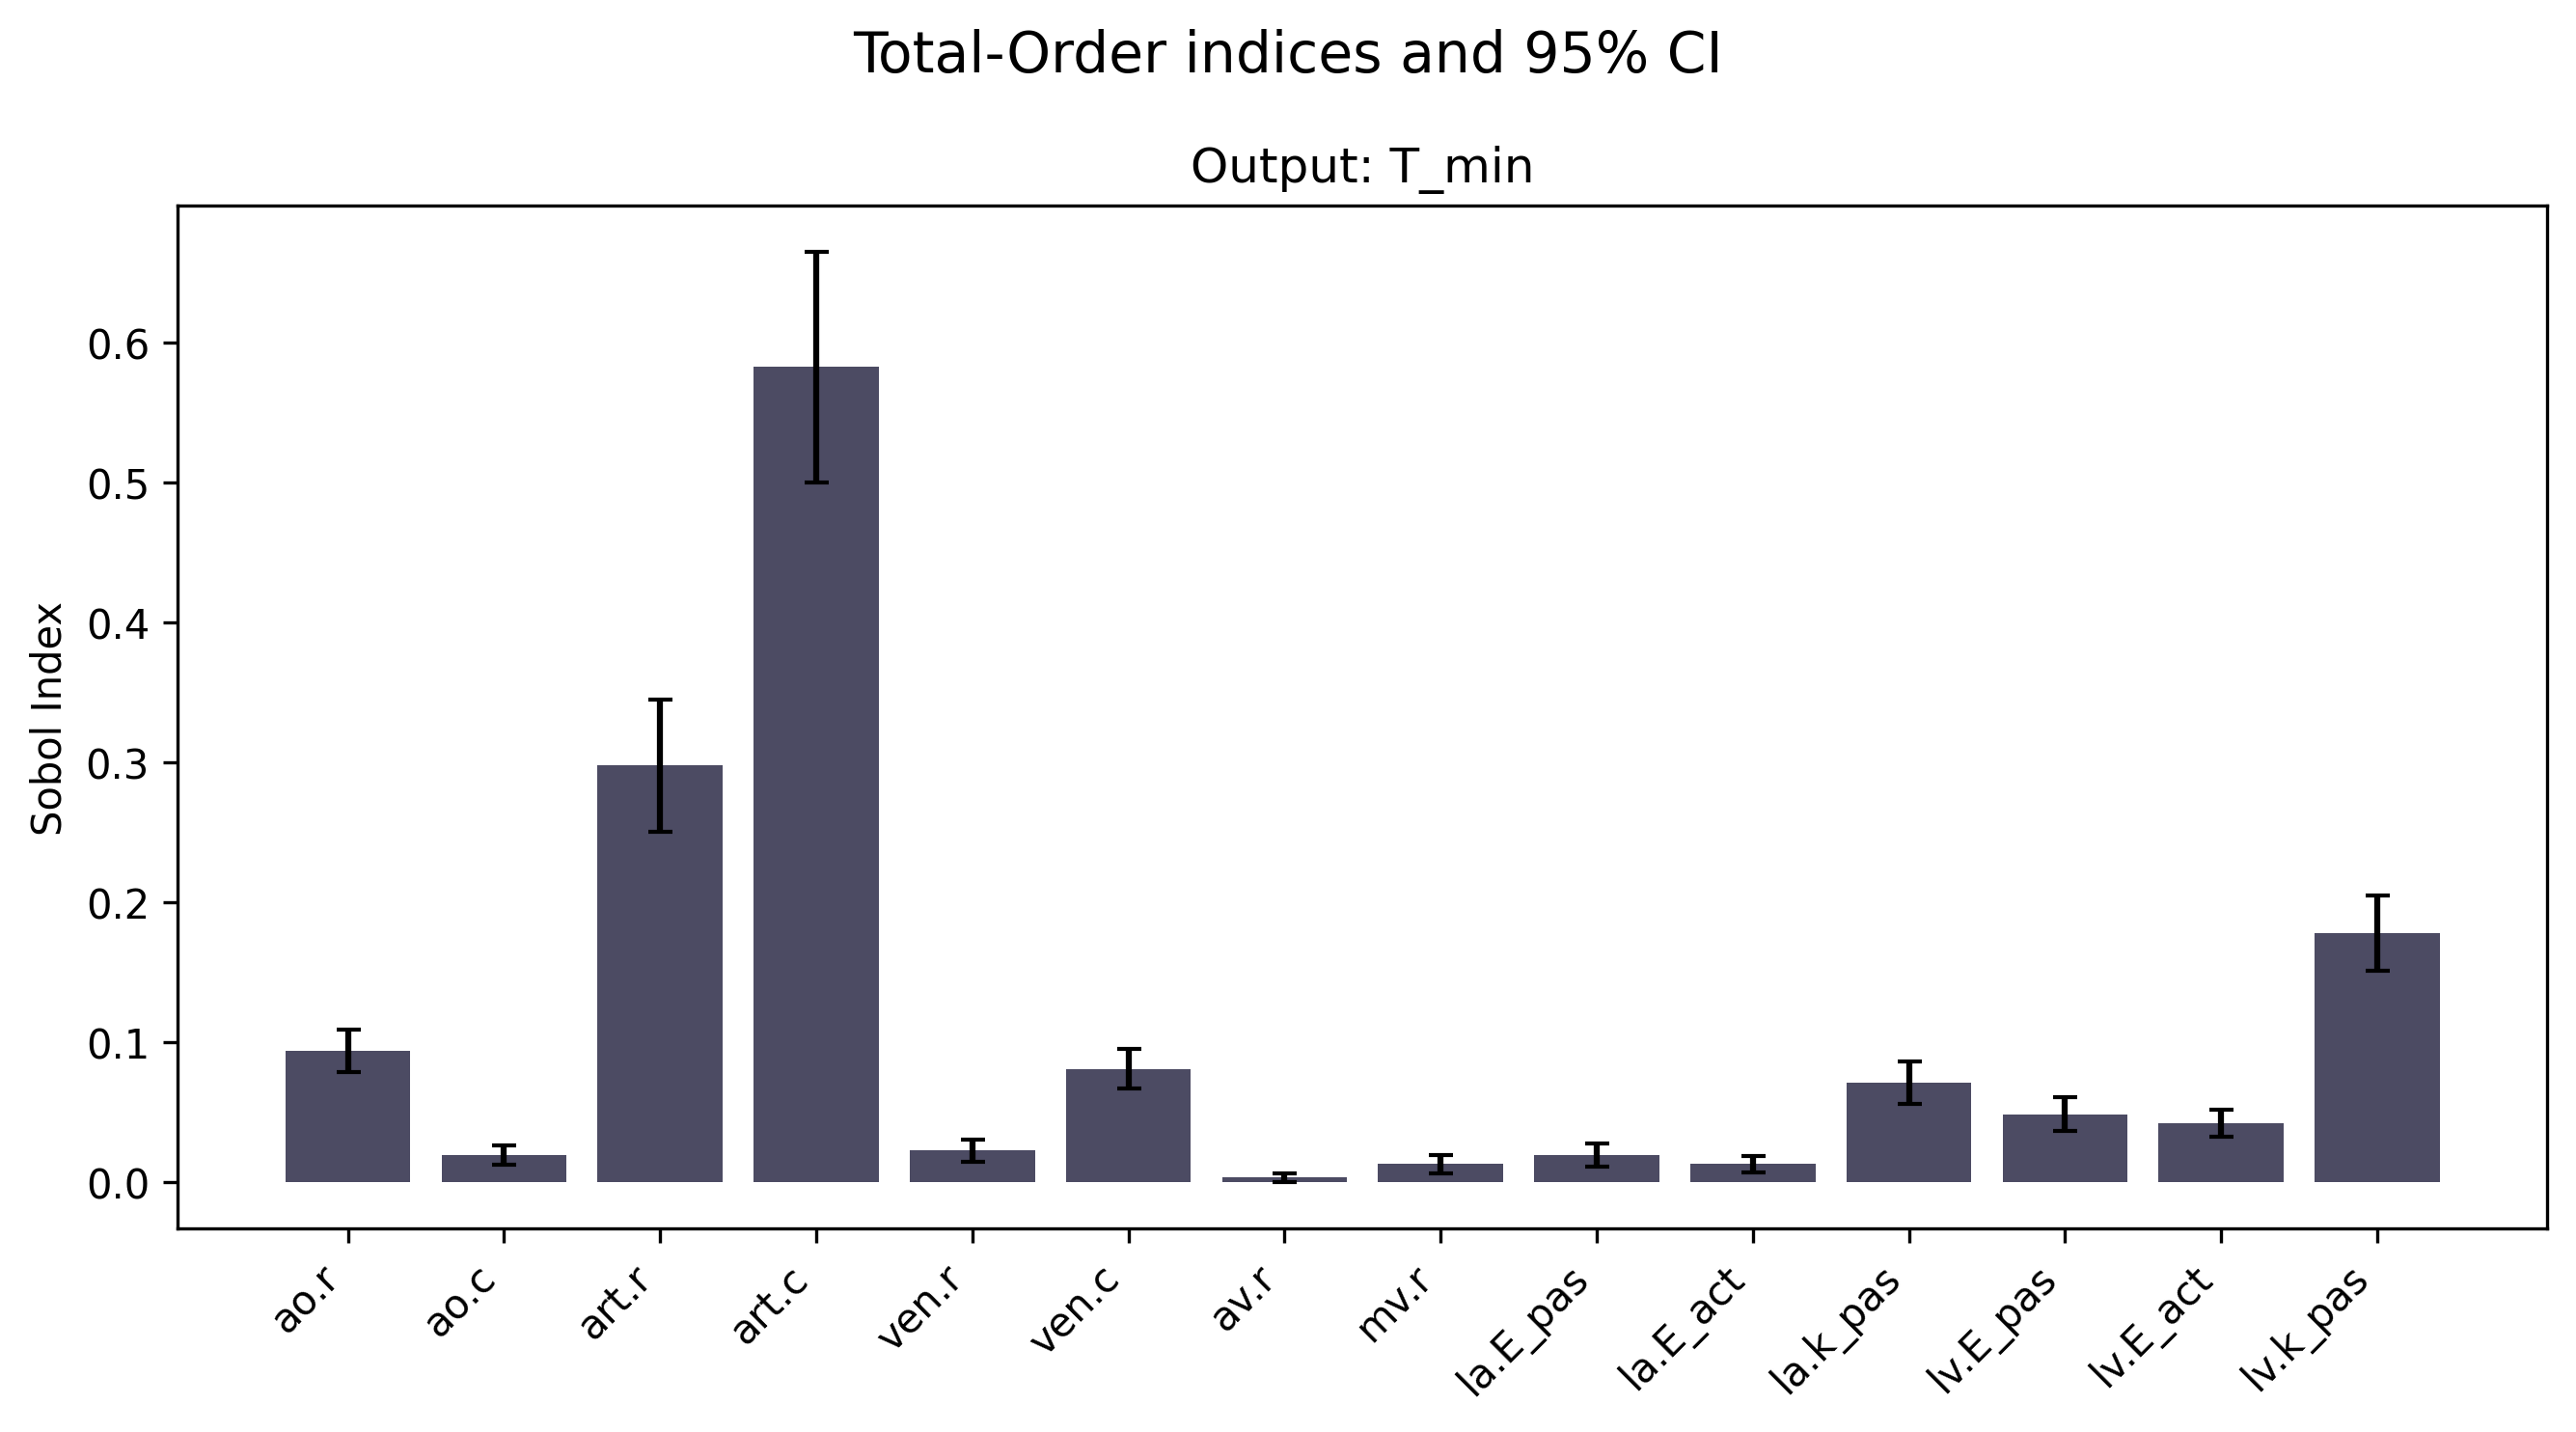 Total-Order indices and 95% CI
Output: T_min
Sobol Index
0.6
0.5
0.4
0.3
0.2
0.1
0.0
ao.r
ao.c
art.r
art.c
ven.r
ven.c
av.r
mv.r
la.E_pas
la.E_act
la.k_pas
lv.E_pas
lv.E_act
lv.k_pas